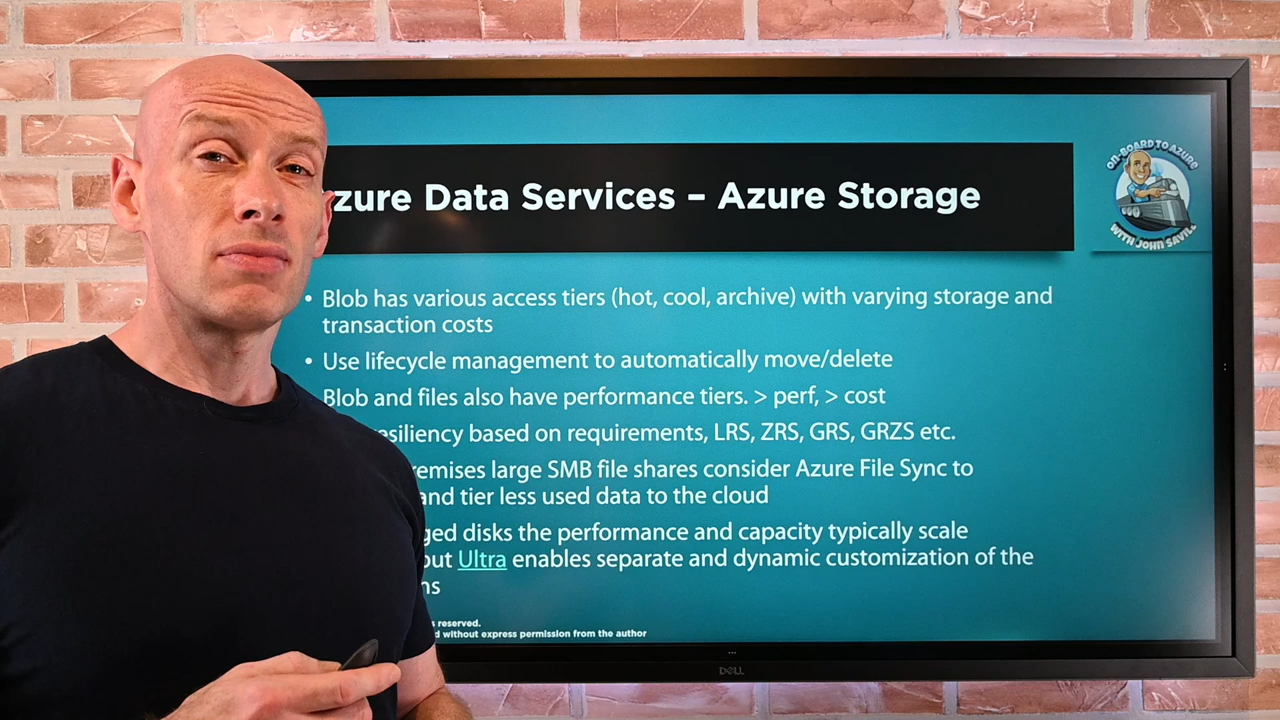 zure Data Services – Azure Storage
ON-BOARD TO AZURE
WITH JOHN SAVILL
• Blob has various access tiers (hot, cool, archive) with varying storage and
transaction costs
• Use lifecycle management to automatically move/delete
Blob and files also have performance tiers. > perf, > cost
esiliency based on requirements, LRS, ZRS, GRS, GRZS etc.
emises large SMB file shares consider Azure File Sync to
and tier less used data to the cloud
ged disks the performance and capacity typically scale
out Ultra enables separate and dynamic customization of the
ns
s reserved.
d without express permission from the author
DELL